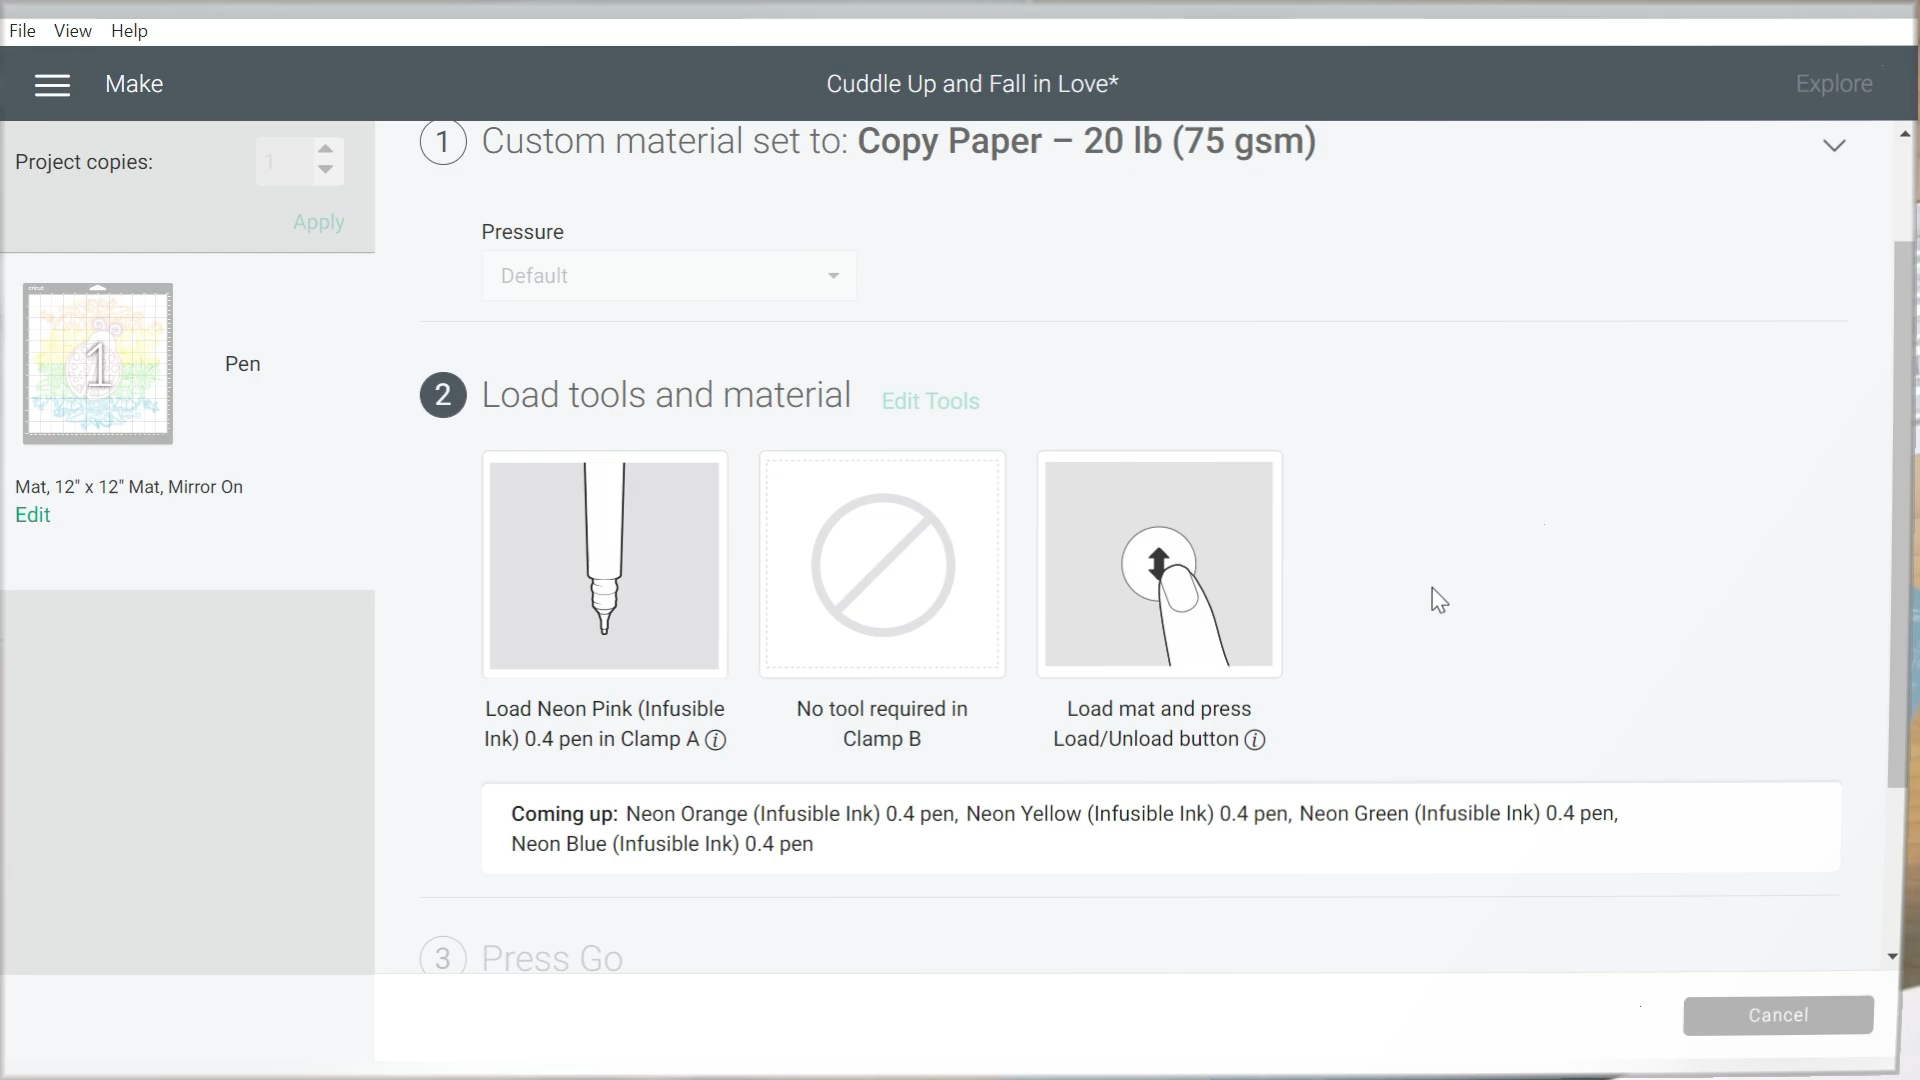 File View Help
Make
Cuddle Up and Fall in Love*
Explore
Project copies:
1
Apply
1
Pen
Mat, 12" x 12" Mat, Mirror On
Edit
1 Custom material set to: Copy Paper – 20 lb (75 gsm)
Pressure
Default
2 Load tools and material Edit Tools
Load Neon Pink (Infusible
Ink) 0.4 pen in Clamp A
No tool required in
Clamp B
Load mat and press
Load/Unload button
Coming up: Neon Orange (Infusible Ink) 0.4 pen, Neon Yellow (Infusible Ink) 0.4 pen, Neon Green (Infusible Ink) 0.4 pen,
Neon Blue (Infusible Ink) 0.4 pen
3 Press Go
Cancel